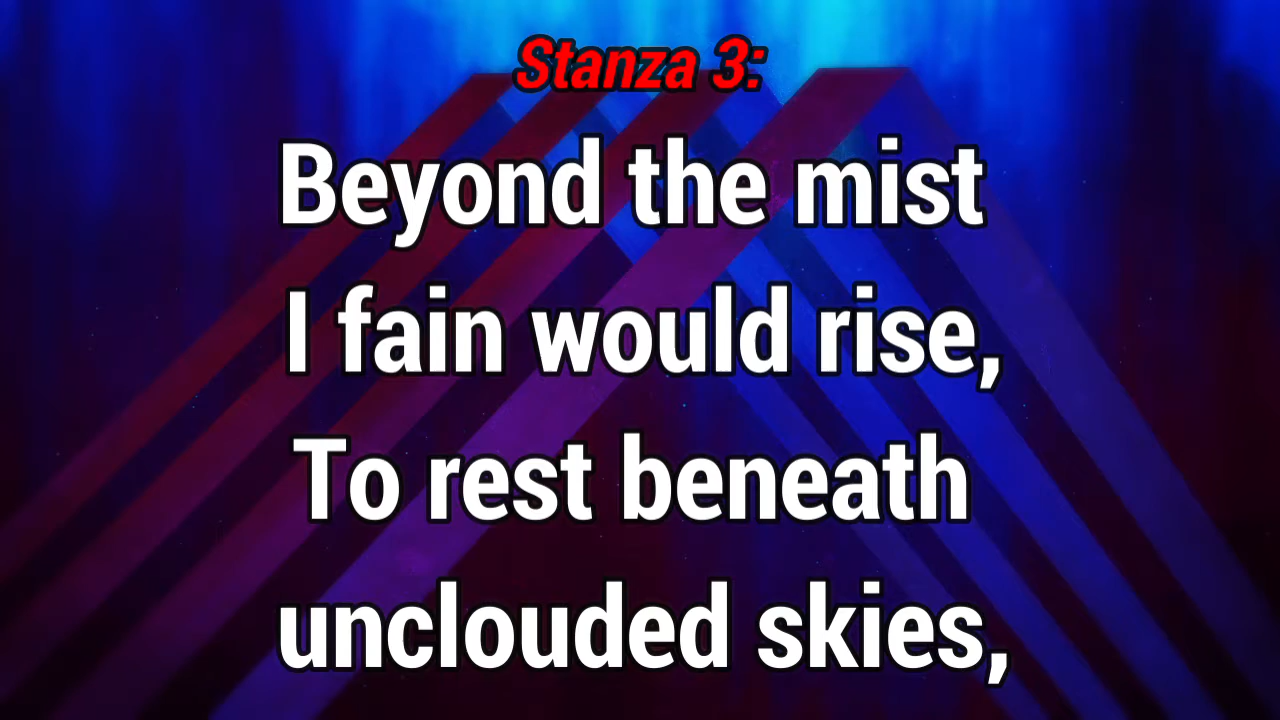 Stanza 3:
Beyond the mist
I fain would rise,
To rest beneath
unclouded skies,